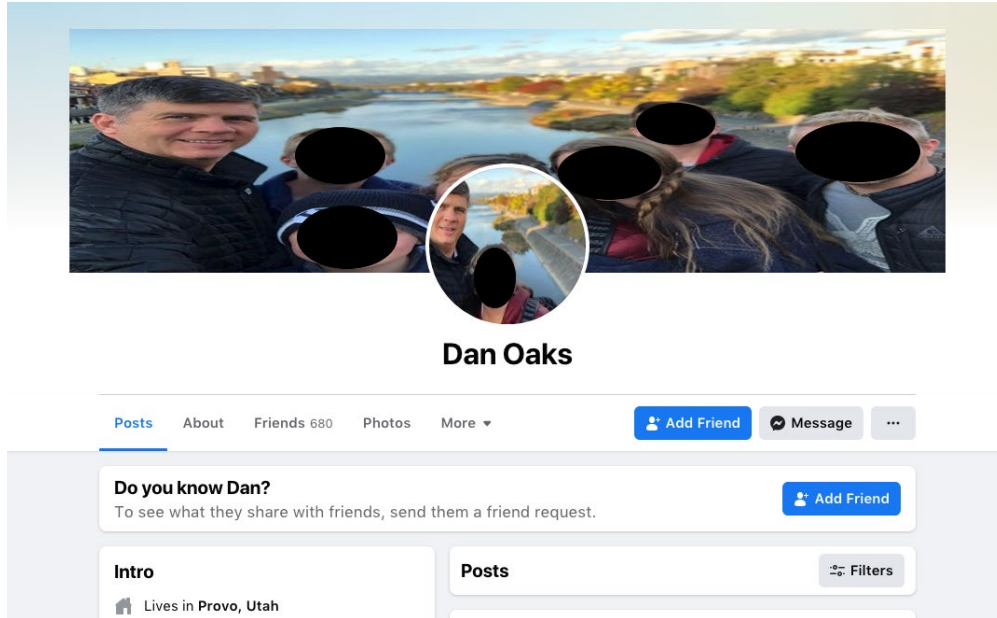 Dan Oaks
Posts About Friends 680 Photos More
Add Friend Message
Do you know Dan?
To see what they share with friends, send them a friend request.
Add Friend
Intro
Lives in Provo, Utah
Posts
Filters